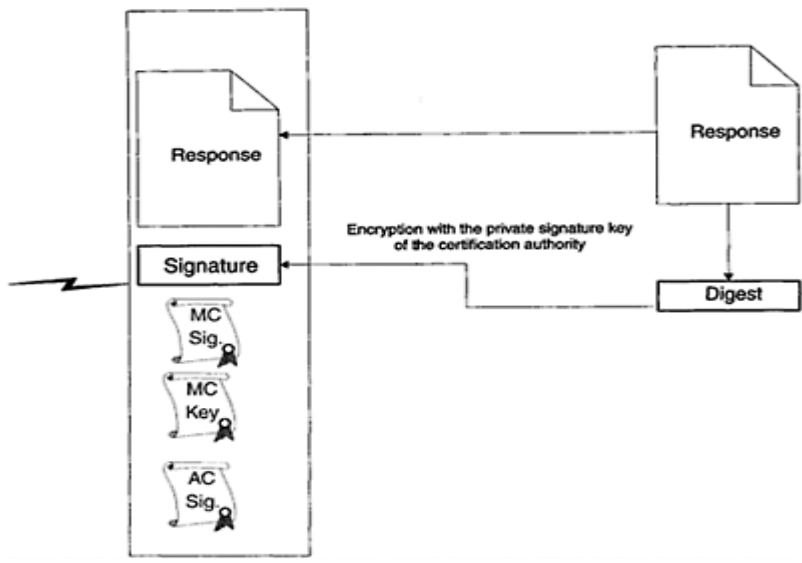 Response
Response
Encryption with the private signature key
of the certification authority
Signature
Digest
MC
Sig.
MC
Key
AC
Sig.